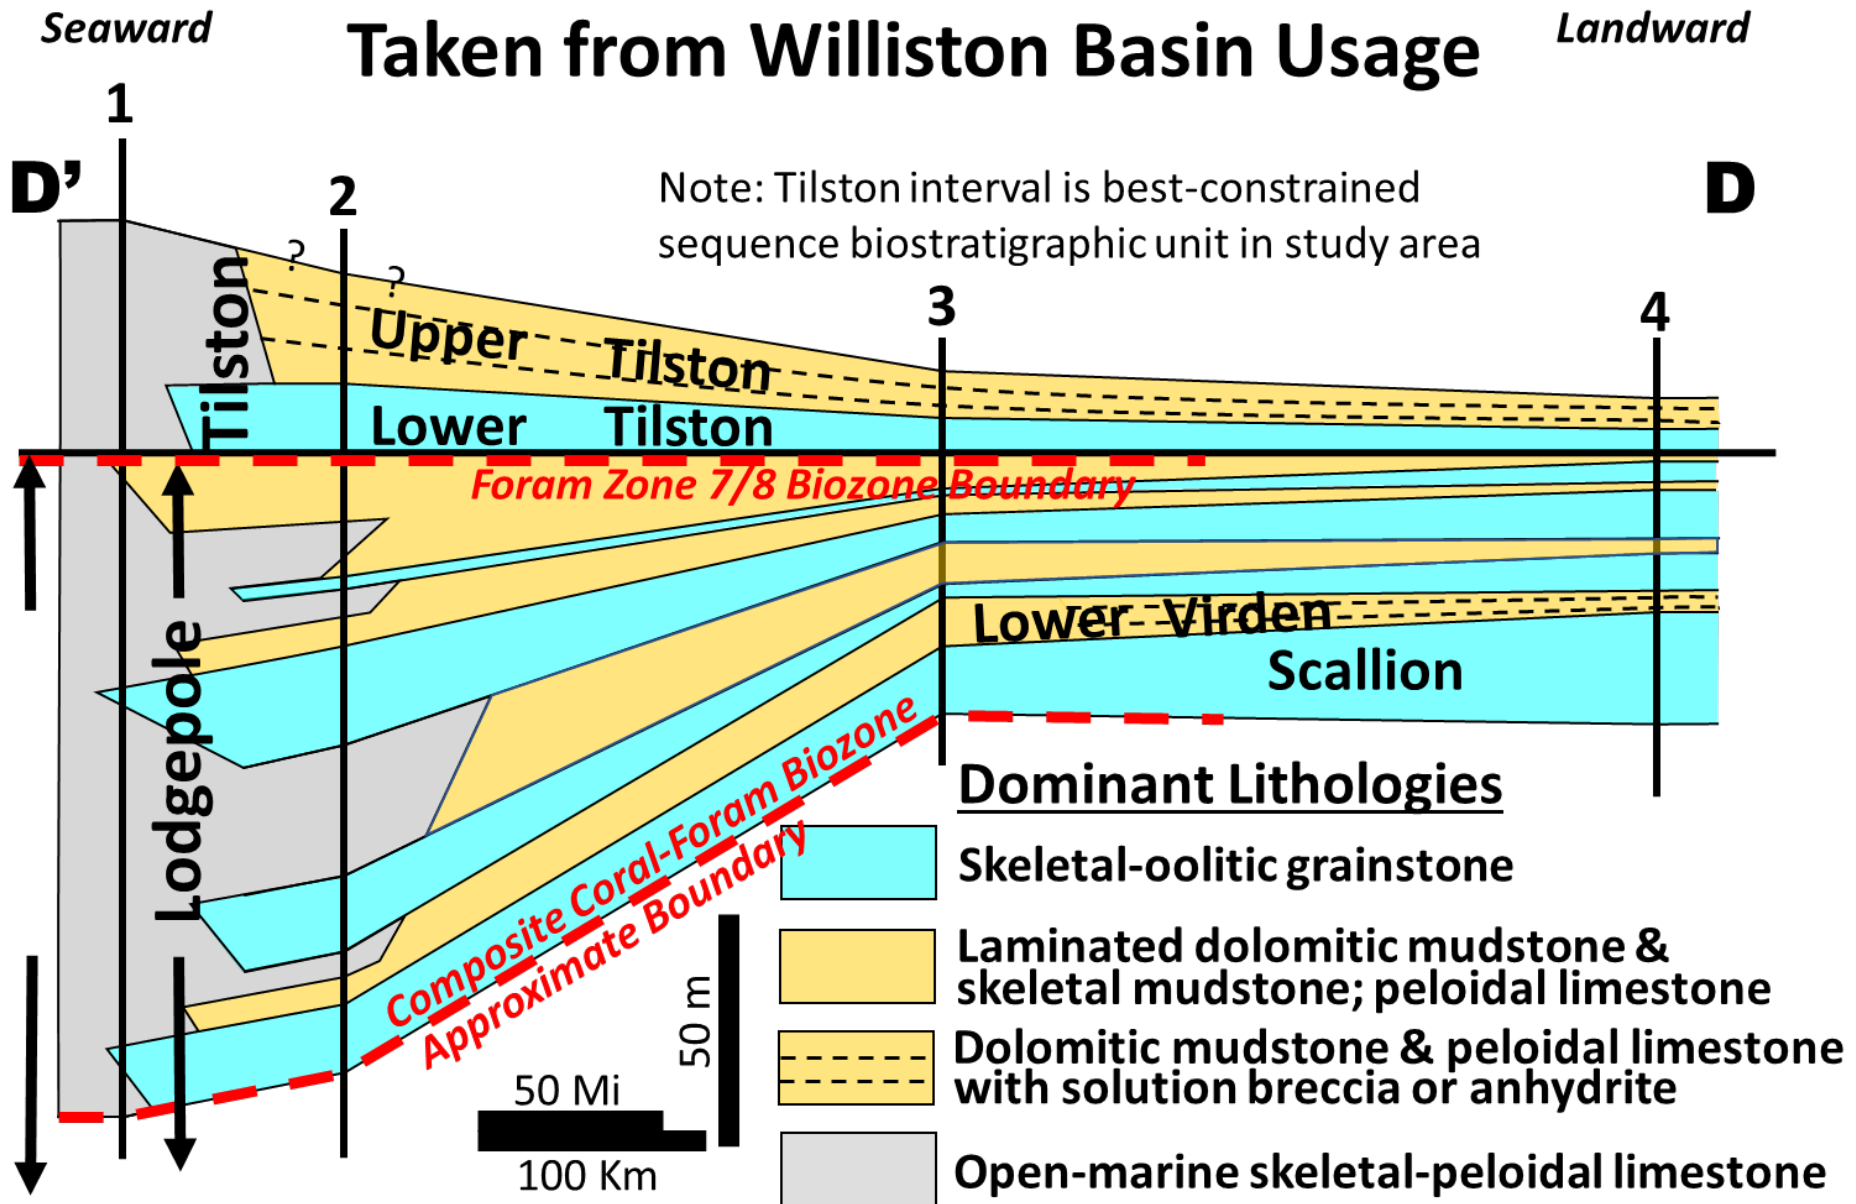 Seaward
Taken from Williston Basin Usage
Landward
1
D’
2
Note: Tilston interval is best-constrained
sequence biostratigraphic unit in study area
D
3
4
?
?
Tilston
Upper Tilston
Lower Tilston
Foram Zone 7/8 Biozone Boundary
Lodgepole
Lower Virden
Scallion
Composite Coral-Foram Biozone
Approximate Boundary
50 m
50 Mi
100 Km
Dominant Lithologies
Skeletal-oolitic grainstone
Laminated dolomitic mudstone &
skeletal mudstone; peloidal limestone
Dolomitic mudstone & peloidal limestone
with solution breccia or anhydrite
Open-marine skeletal-peloidal limestone